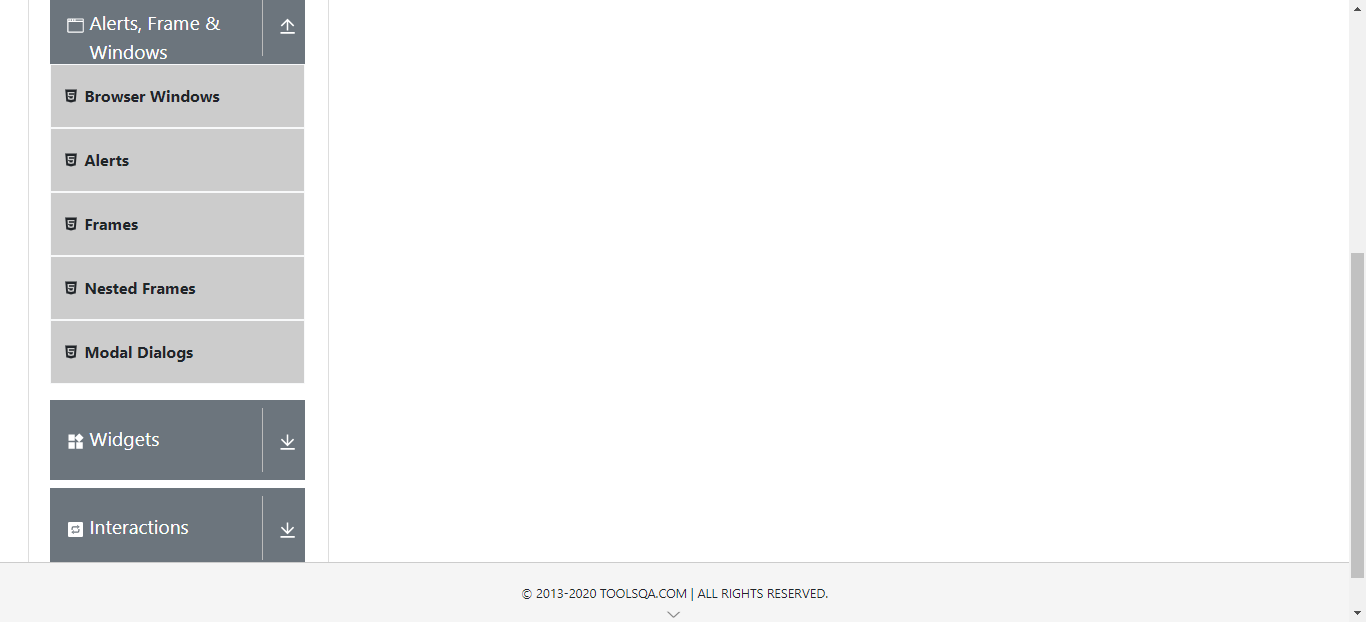 Alerts, Frame &
Windows
Browser Windows
Alerts
Frames
Nested Frames
Modal Dialogs
Widgets
Interactions
© 2013-2020 TOOLSQA.COM | ALL RIGHTS RESERVED.